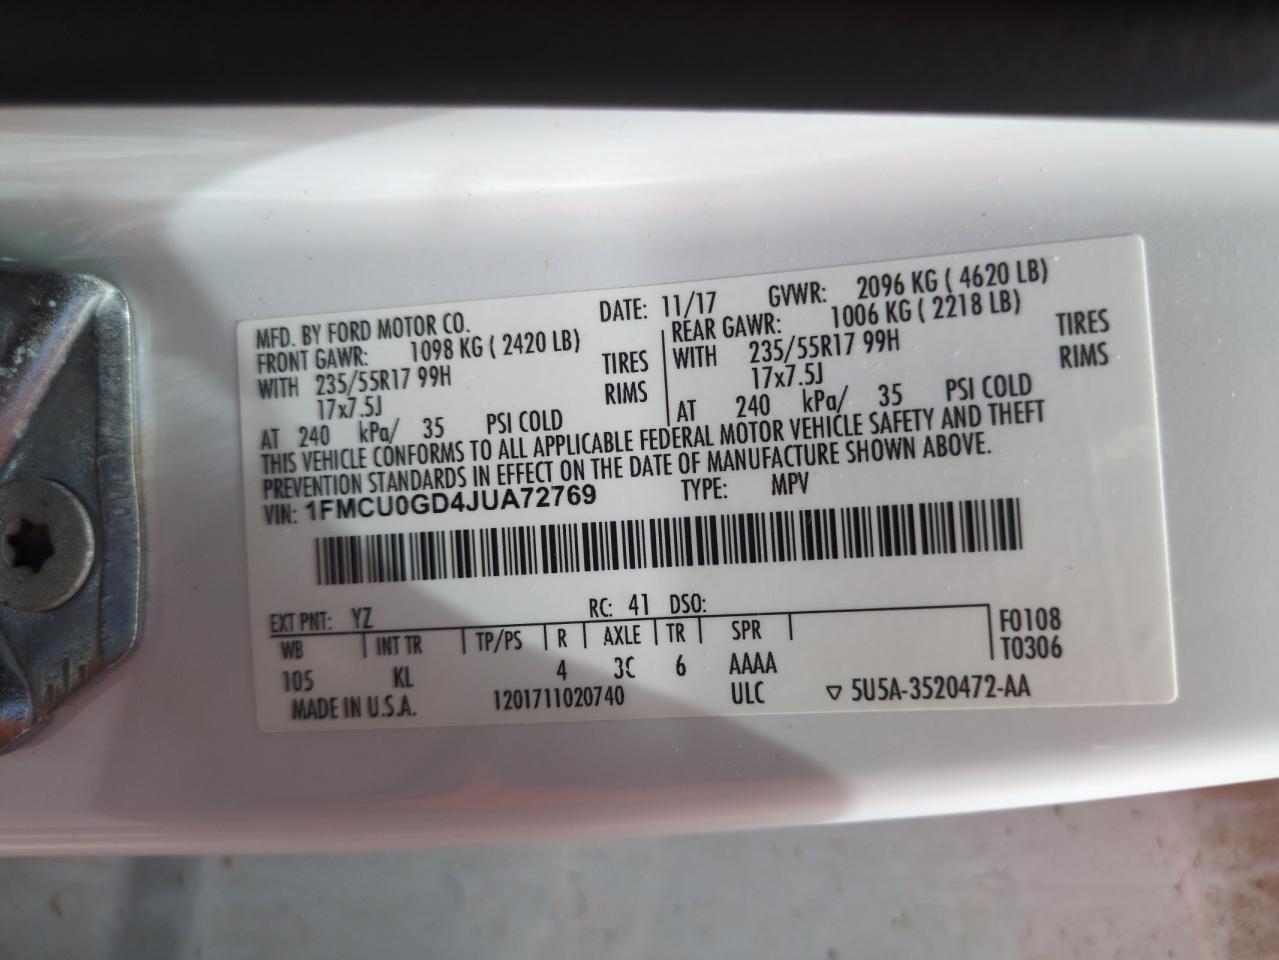 MFD. BY FORD MOTOR CO.
DATE: 11/17 GVWR: 2096 KG ( 4620 LB)
FRONT GAWR: 1098 KG ( 2420 LB)
WITH 235/55R17 99H TIRES
17x7.5J RIMS
AT 240 kPa/ 35 PSI COLD
REAR GAWR: 1006 KG ( 2218 LB)
WITH 235/55R17 99H TIRES
17x7.5J RIMS
AT 240 kPa/ 35 PSI COLD
THIS VEHICLE CONFORMS TO ALL APPLICABLE FEDERAL MOTOR VEHICLE SAFETY AND THEFT
PREVENTION STANDARDS IN EFFECT ON THE DATE OF MANUFACTURE SHOWN ABOVE.
VIN: 1FMCU0GD4JUA72769 TYPE: MPV
EXT PNT: YZ RC: 41 DSO:
WB INT TR TP/PS R AXLE TR SPR F0108
T0306
105 KL 4 3C 6 AAAA
MADE IN U.S.A. 1201711020740 ULC ▽ 5U5A-3520472-AA